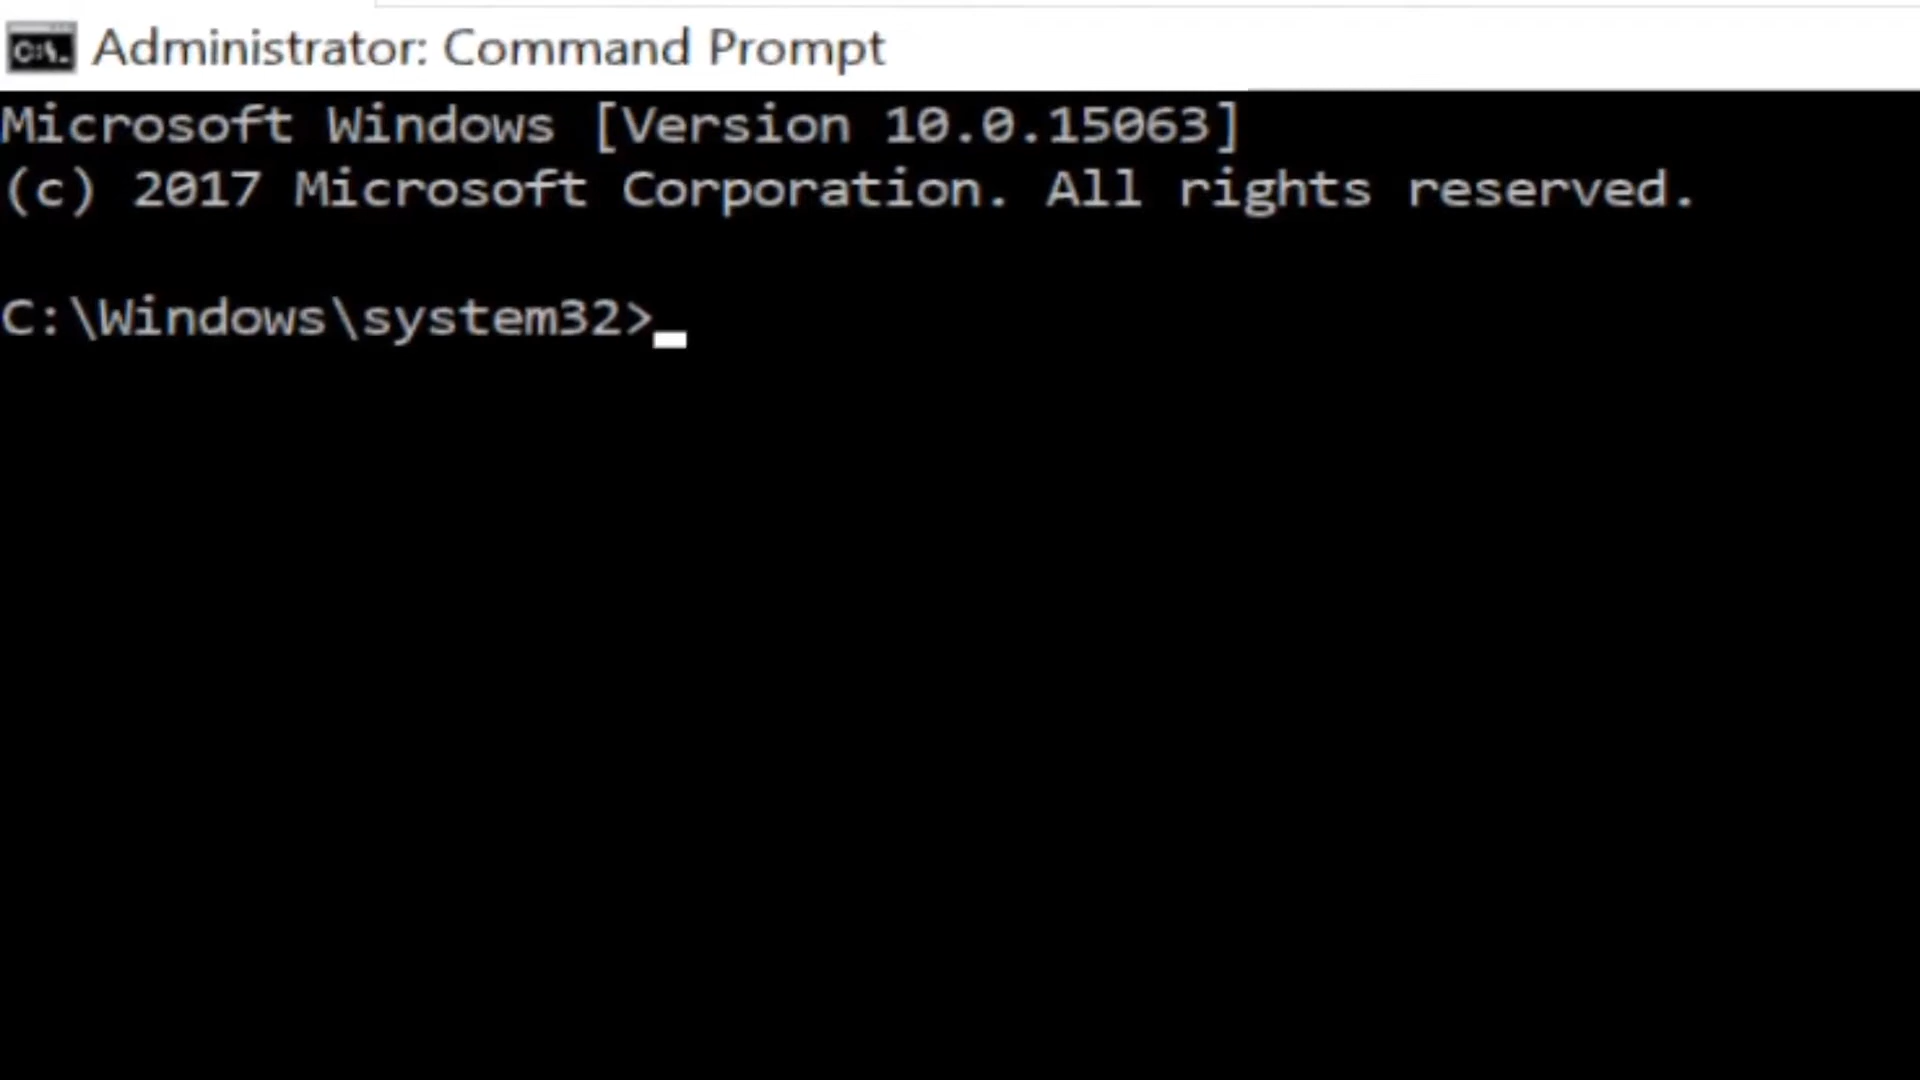 C:\. Administrator: Command Prompt
Microsoft Windows [Version 10.0.15063]
(c) 2017 Microsoft Corporation. All rights reserved.
C:\Windows\system32>